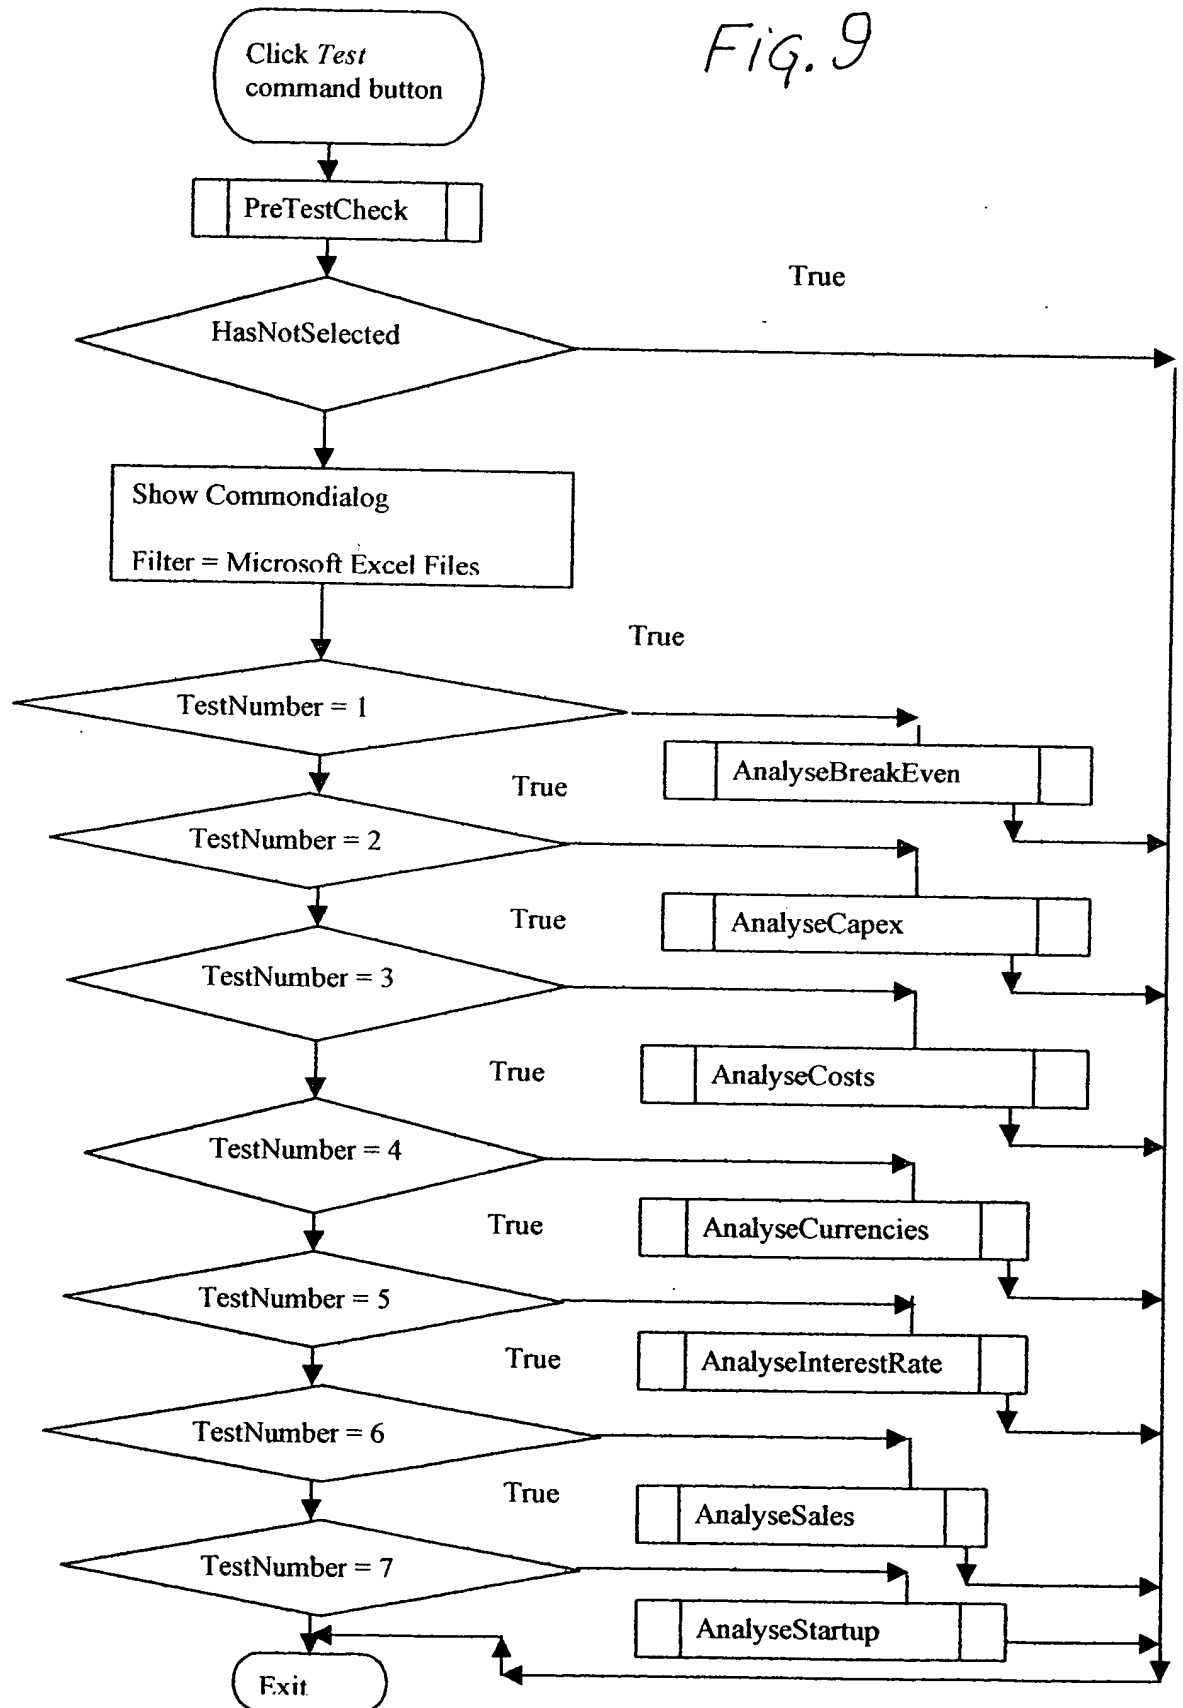 Fig. 9
Click Test
command button
PreTestCheck
True
HasNotSelected
Show Commondialog
Filter = Microsoft Excel Files
True
TestNumber = 1
AnalyseBreakEven
True
TestNumber = 2
True
AnalyseCapex
TestNumber = 3
True
AnalyseCosts
TestNumber = 4
True
AnalyseCurrencies
TestNumber = 5
True
AnalyseInterestRate
TestNumber = 6
True
AnalyseSales
TestNumber = 7
AnalyseStartup
Exit